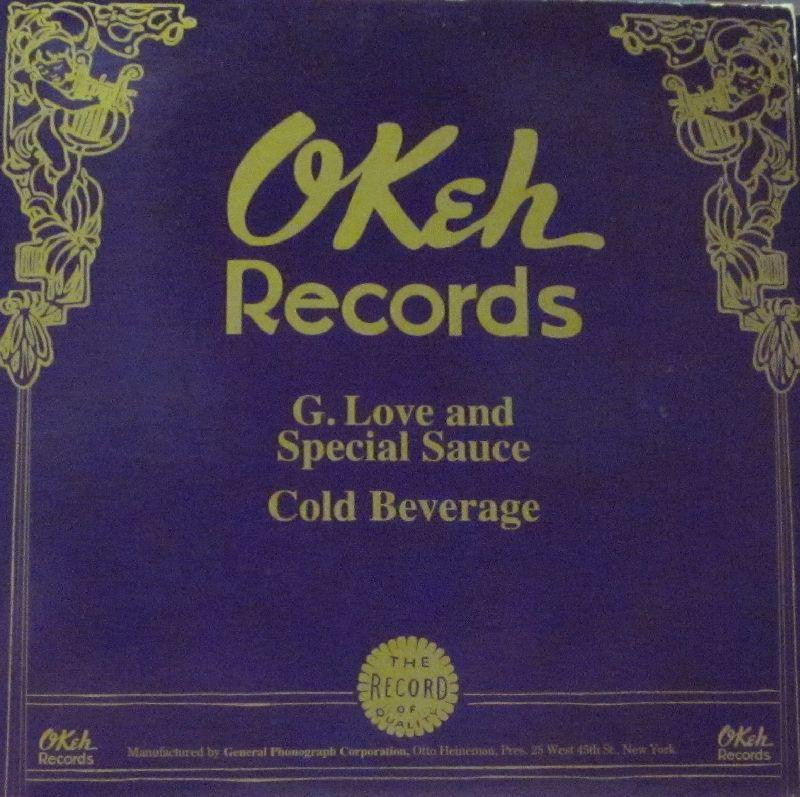 OKeh
Records
G. Love and
Special Sauce
Cold Beverage
THE
RECORD
OF
QUALITY
OKeh
Records
Manufactured by General Phonograph Corporation, Otto Heineman, Pres. 25 West 45th St., New York
OKeh
Records